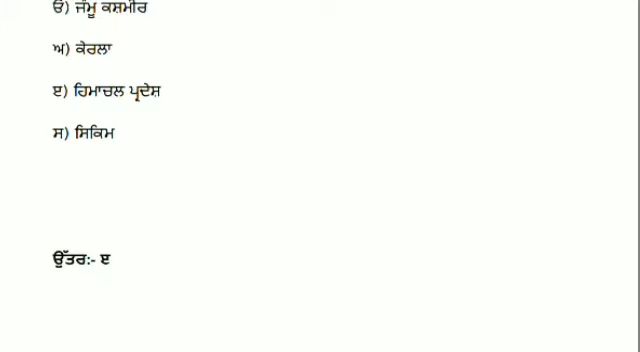 ੳ) ਜੰਮੂ ਕਸ਼ਮੀਰ
ਅ) ਕੇਰਲਾ
ੲ) ਹਿਮਾਚਲ ਪ੍ਰਦੇਸ਼
ਸ) ਸਿਕਿਮ
ਉੱਤਰ:- ੲ